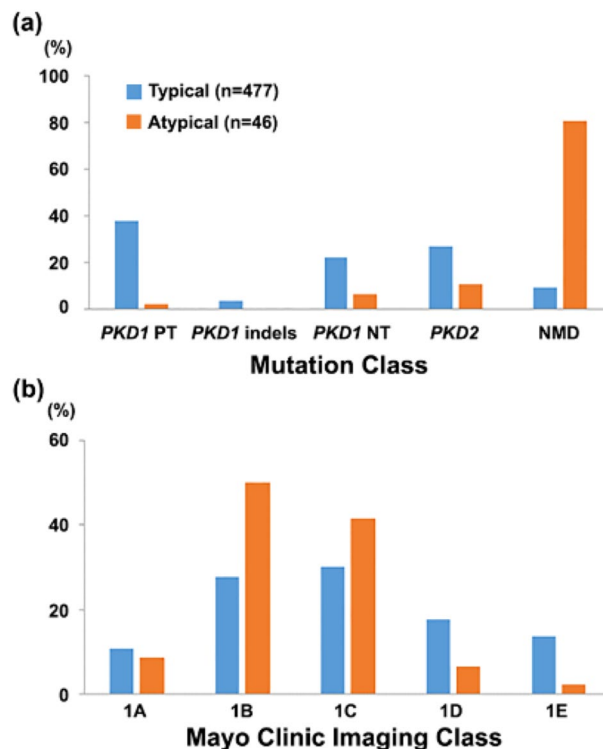 (a)
(%)
100
80
60
40
20
0
Typical (n=477)
Atypical (n=46)
PKD1 PT PKD1 indels PKD1 NT PKD2 NMD
Mutation Class
(b)
(%)
60
40
20
0
1A 1B 1C 1D 1E
Mayo Clinic Imaging Class